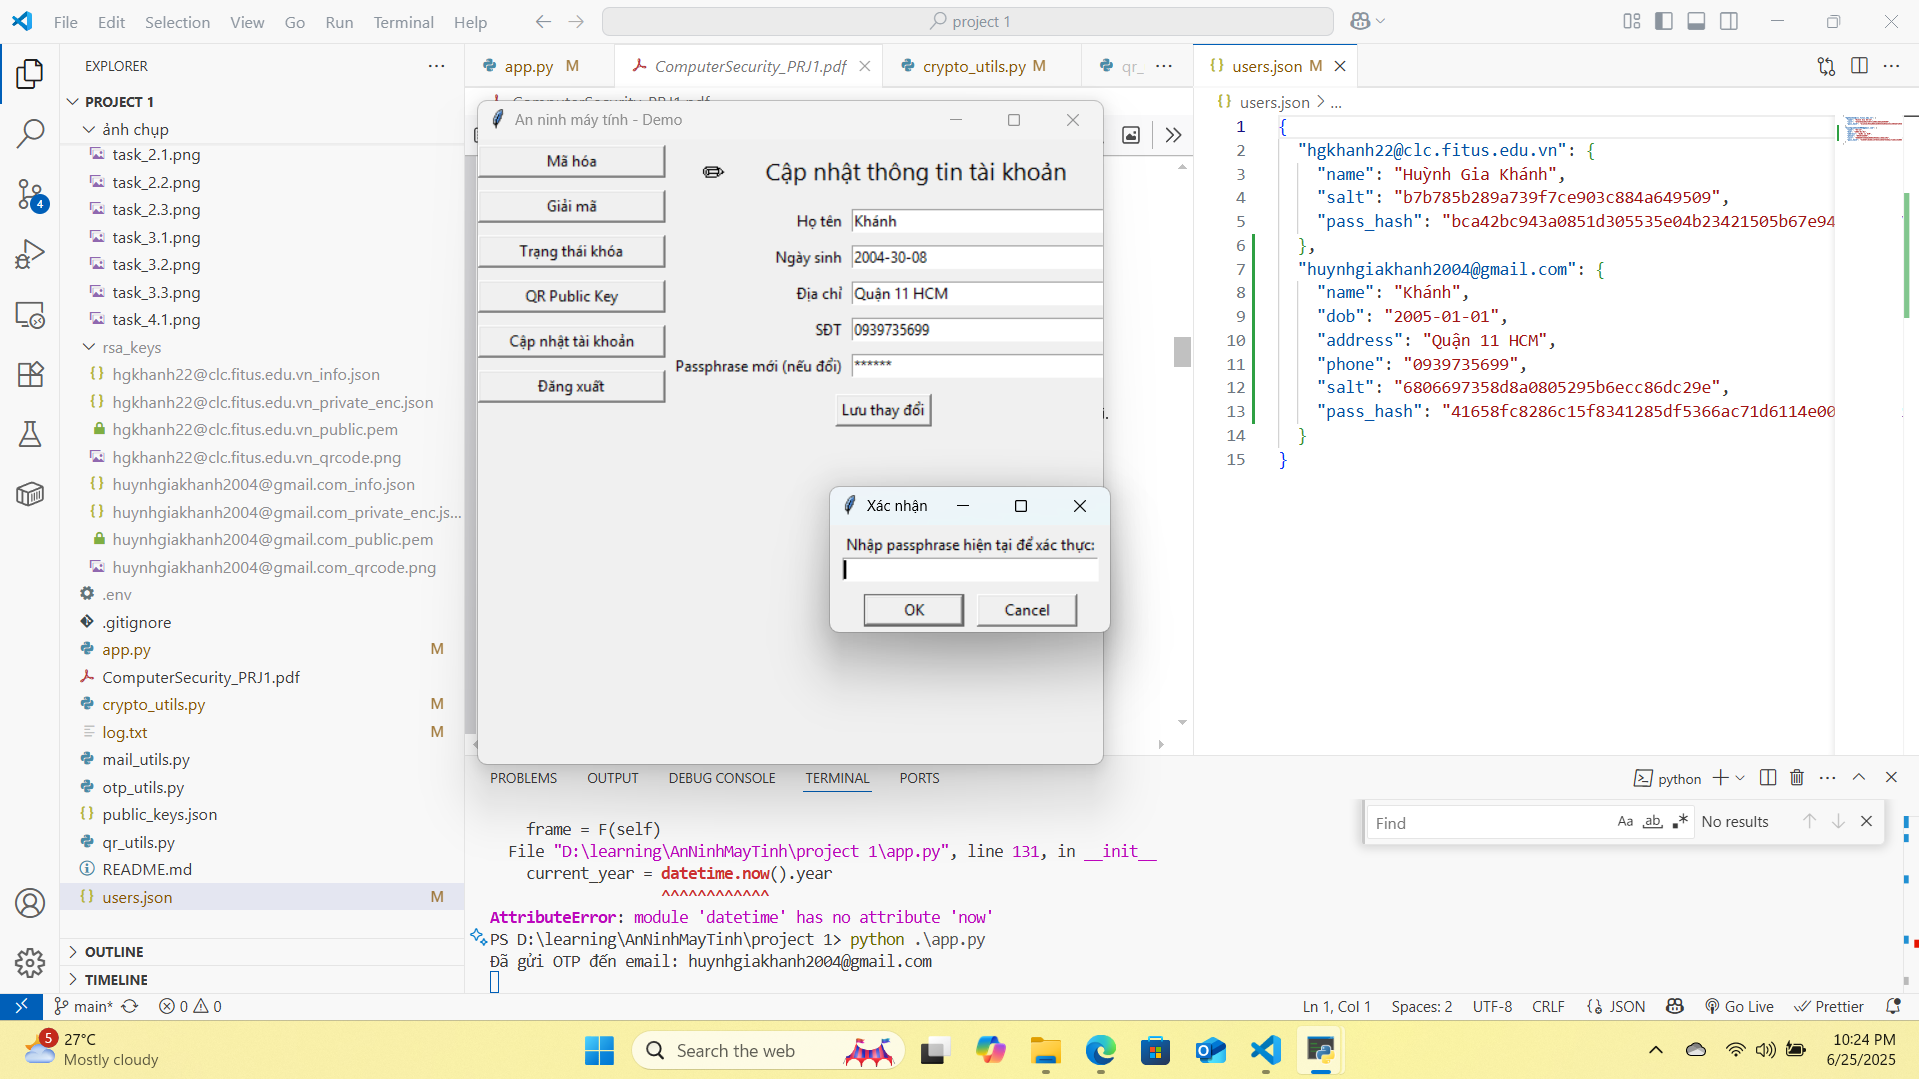 File Edit Selection View Go Run Terminal Help
project 1
EXPLORER
PROJECT 1
ảnh chụp
task_2.1.png
task_2.2.png
task_2.3.png
task_3.1.png
task_3.2.png
task_3.3.png
task_4.1.png
rsa_keys
hgkhanh22@clc.fitus.edu.vn_info.json
hgkhanh22@clc.fitus.edu.vn_private_enc.json
hgkhanh22@clc.fitus.edu.vn_public.pem
hgkhanh22@clc.fitus.edu.vn_qrcode.png
huynhgiakhanh2004@gmail.com_info.json
huynhgiakhanh2004@gmail.com_private_enc.js...
huynhgiakhanh2004@gmail.com_public.pem
huynhgiakhanh2004@gmail.com_qrcode.png
.env
.gitignore
app.py M
ComputerSecurity_PRJ1.pdf
crypto_utils.py M
log.txt M
mail_utils.py
otp_utils.py
public_keys.json
qr_utils.py
README.md
users.json M
OUTLINE
TIMELINE
4
app.py M
ComputerSecurity_PRJ1.pdf
crypto_utils.py M
qr_
users.json M
users.json > ...
1 {
2 "hgkhanh22@clc.fitus.edu.vn": {
3 "name": "Huỳnh Gia Khánh",
4 "salt": "b7b785b289a739f7ce903c884a649509",
5 "pass_hash": "bca42bc943a0851d305535e04b23421505b67e94
6 },
7 "huynhgiakhanh2004@gmail.com": {
8 "name": "Khánh",
9 "dob": "2005-01-01",
10 "address": "Quận 11 HCM",
11 "phone": "0939735699",
12 "salt": "6806697358d8a0805295b6ecc86dc29e",
13 "pass_hash": "41658fc8286c15f8341285df5366ac71d6114e00
14 }
15 }
An ninh máy tính - Demo
Mã hóa
Giải mã
Trạng thái khóa
QR Public Key
Cập nhật tài khoản
Đăng xuất
Cập nhật thông tin tài khoản
Họ tên Khánh
Ngày sinh 2004-30-08
Địa chỉ Quận 11 HCM
SĐT 0939735699
Passphrase mới (nếu đổi) ******
Lưu thay đổi
Xác nhận
Nhập passphrase hiện tại để xác thực:
OK Cancel
PROBLEMS OUTPUT DEBUG CONSOLE TERMINAL PORTS
python
Find
Aa ab No results
frame = F(self)
File "D:\learning\AnNinhMayTinh\project 1\app.py", line 131, in __init__
current_year = datetime.now().year
^^^^^^^^^^^^
AttributeError: module 'datetime' has no attribute 'now'
PS D:\learning\AnNinhMayTinh\project 1> python .\app.py
Đã gửi OTP đến email: huynhgiakhanh2004@gmail.com
main* 0 0
Ln 1, Col 1 Spaces: 2 UTF-8 CRLF JSON Go Live Prettier
5
27°C
Mostly cloudy
Search the web
10:24 PM
6/25/2025